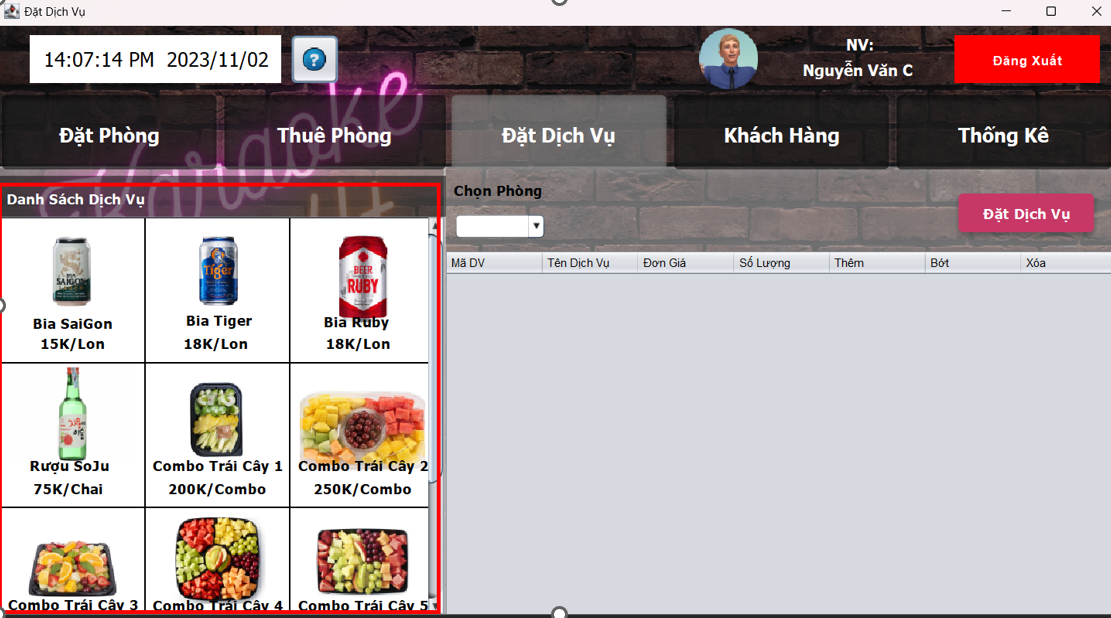 Đặt Dịch Vụ
14:07:14 PM 2023/11/02
?
NV:
Nguyễn Văn C
Đăng Xuất
Karaoke
Đặt Phòng
Thuê Phòng
Đặt Dịch Vụ
Khách Hàng
Thống Kê
Danh Sách Dịch Vụ
BIA
SAIGON
Tiger
BEER
RUBY
Bia SaiGon
15K/Lon
Bia Tiger
18K/Lon
Bia Ruby
18K/Lon
Rượu SoJu
75K/Chai
Combo Trái Cây 1
200K/Combo
Combo Trái Cây 2
250K/Combo
Combo Trái Cây 3
Combo Trái Cây 4
Combo Trái Cây 5
Chọn Phòng
Đặt Dịch Vụ
Mã DV Tên Dịch Vụ Đơn Giá Số Lượng Thêm Bớt Xóa